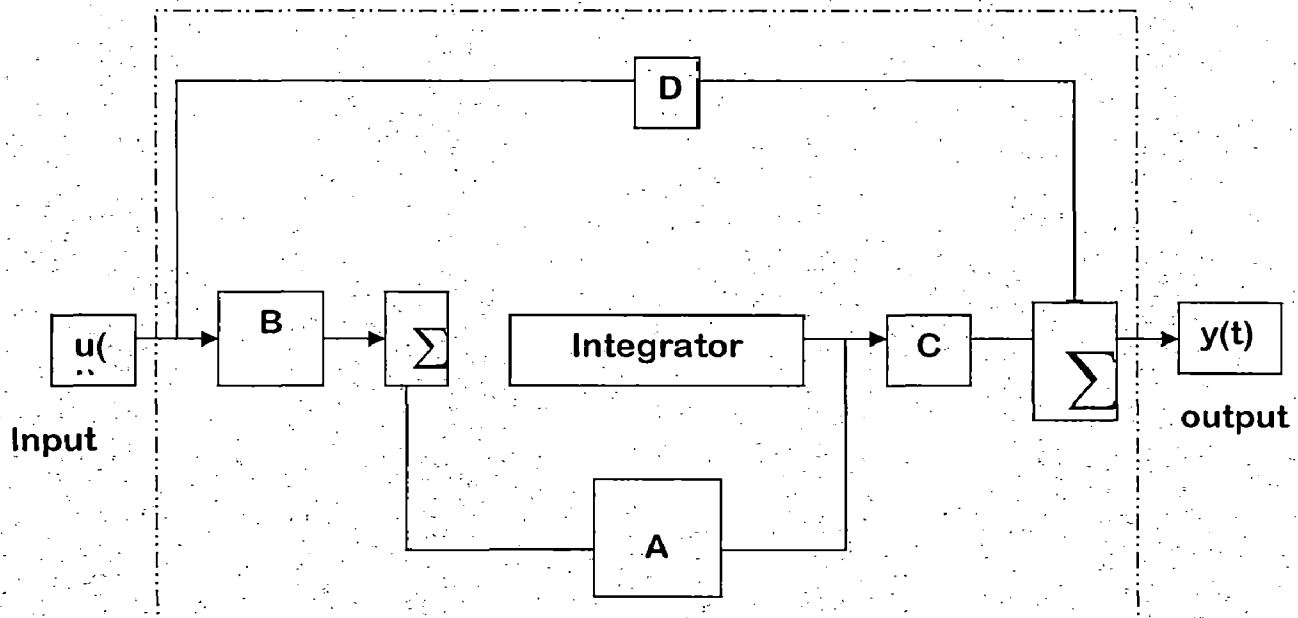 D
B
Σ
Integrator
C
Σ
u(
y(t)
Input
output
A